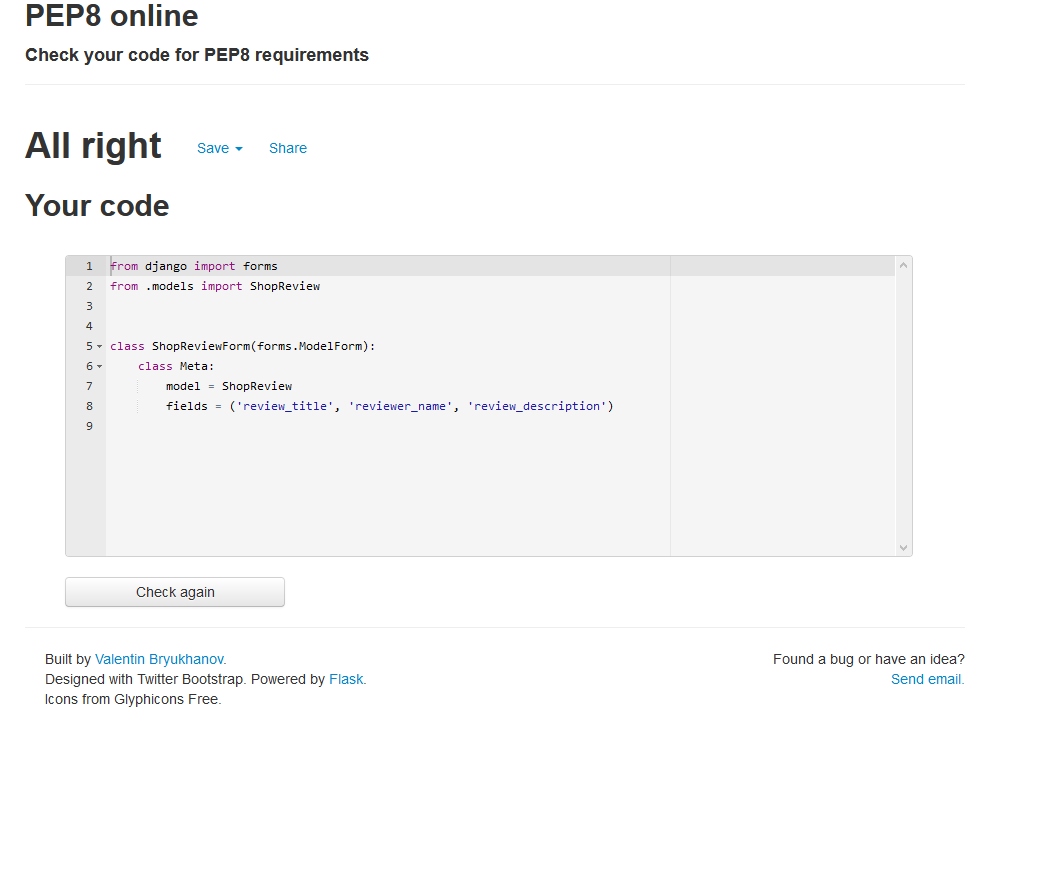 PEP8 online
Check your code for PEP8 requirements
All right Save Share
Your code
1 from django import forms
2 from .models import ShopReview
3
4
5 class ShopReviewForm(forms.ModelForm):
6 class Meta:
7 model = ShopReview
8 fields = ('review_title', 'reviewer_name', 'review_description')
9
Check again
Built by Valentin Bryukhanov. Found a bug or have an idea?
Designed with Twitter Bootstrap. Powered by Flask. Send email.
Icons from Glyphicons Free.